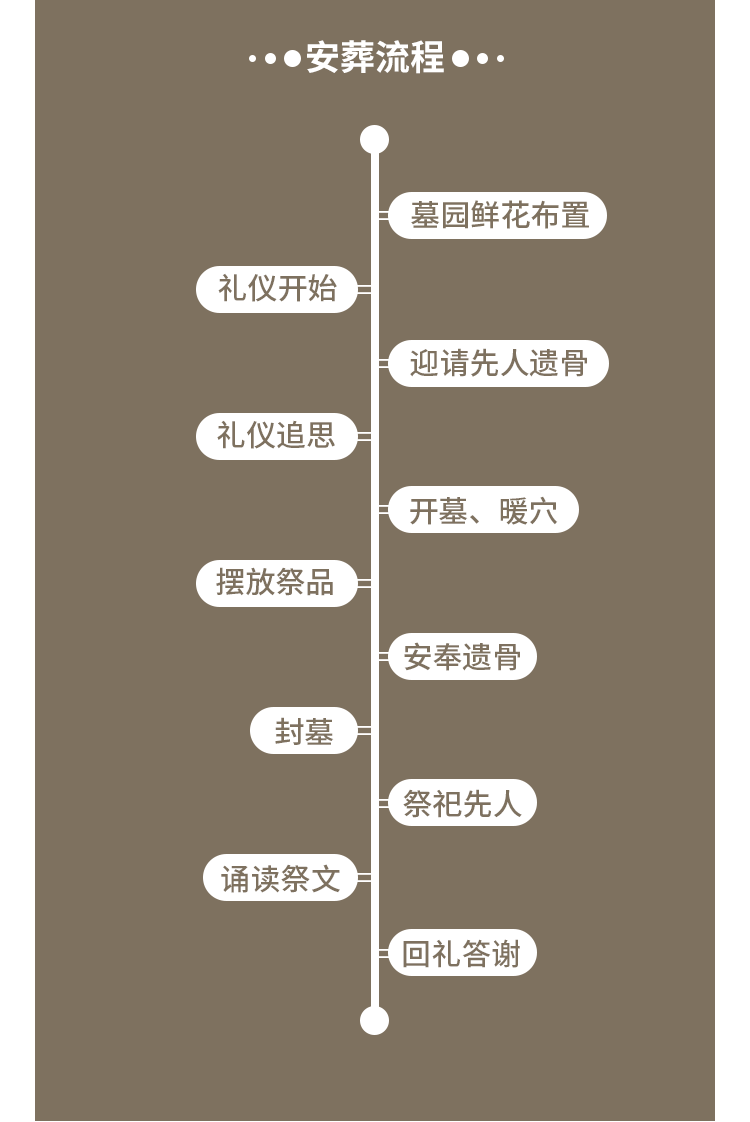 安葬流程
墓园鲜花布置
礼仪开始
迎请先人遗骨
礼仪追思
开墓、暖穴
摆放祭品
安奉遗骨
封墓
祭祀先人
诵读祭文
回礼答谢